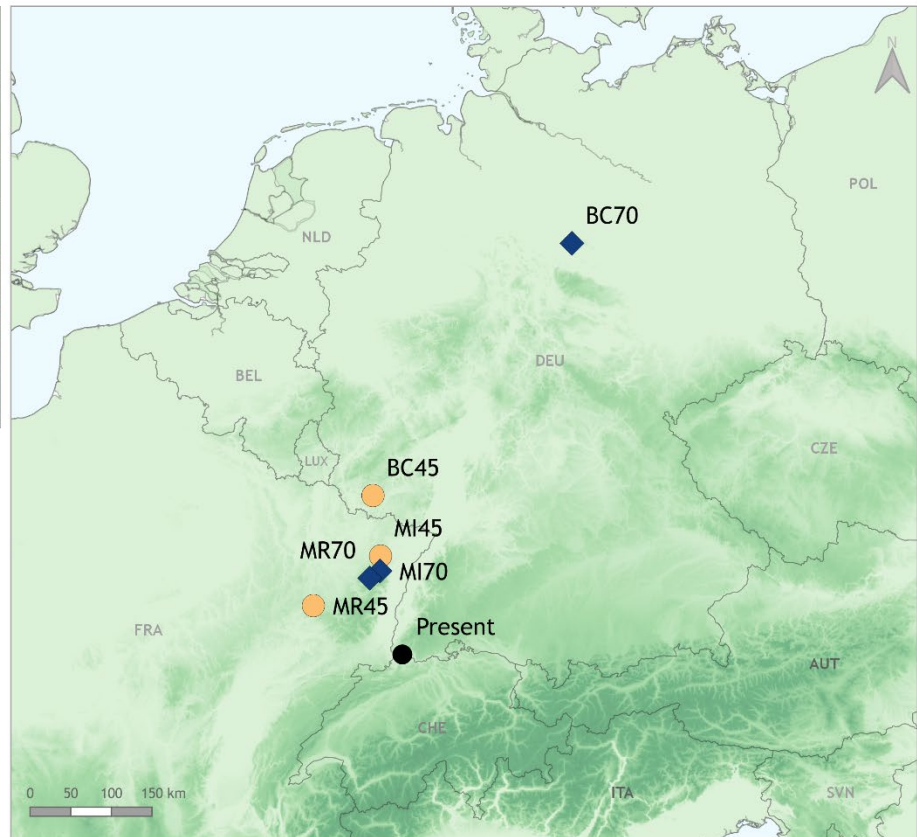 N
POL
BC70
NLD
DEU
BEL
CZE
LUX
BC45
MI45
MR70
MI70
MR45
Present
FRA
AUT
CHE
0 50 100 150 km
ITA
SVN